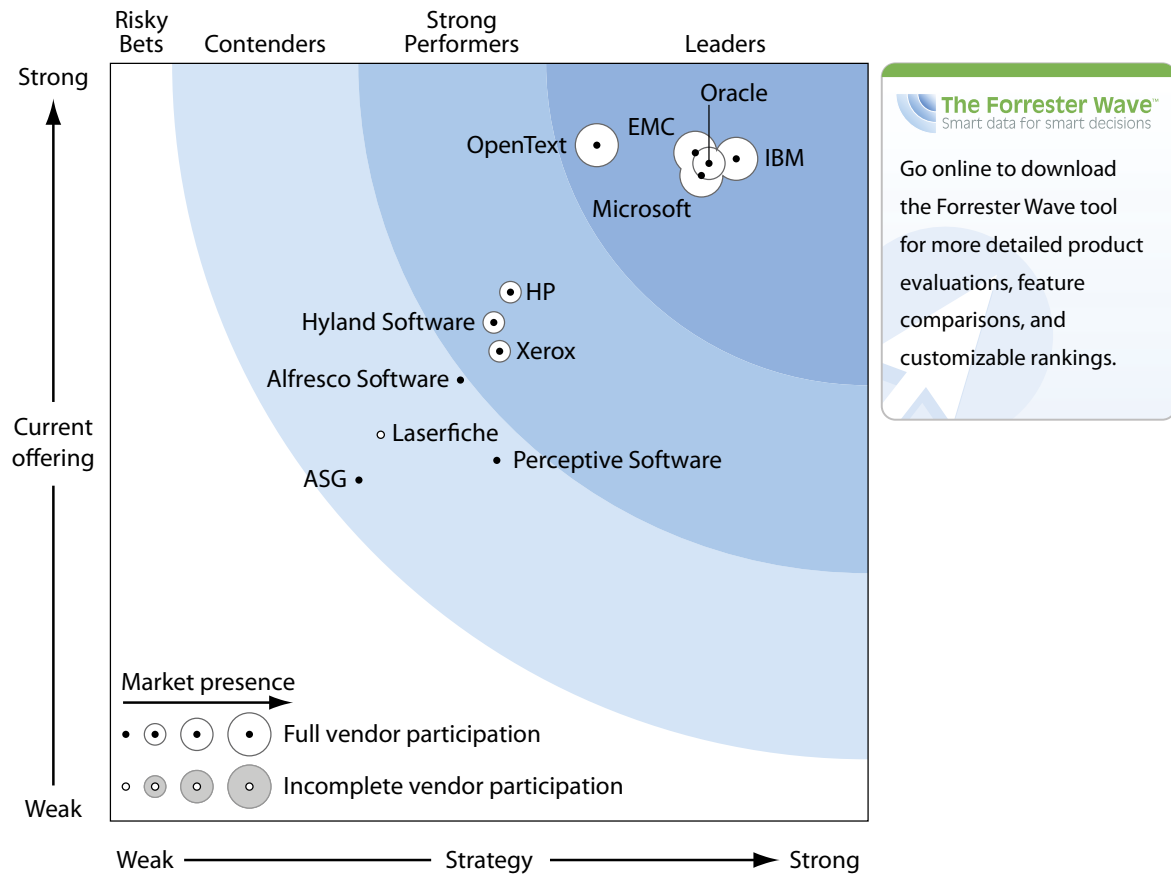 Risky
Bets
Contenders
Strong
Performers
Leaders
Strong
Current
offering
Weak
Oracle
EMC
OpenText
IBM
Microsoft
HP
Hyland Software
Xerox
Alfresco Software
Laserfiche
Perceptive Software
ASG
Market presence
Full vendor participation
Incomplete vendor participation
Weak
Strategy
Strong
The Forrester Wave™
Smart data for smart decisions
Go online to download
the Forrester Wave tool
for more detailed product
evaluations, feature
comparisons, and
customizable rankings.